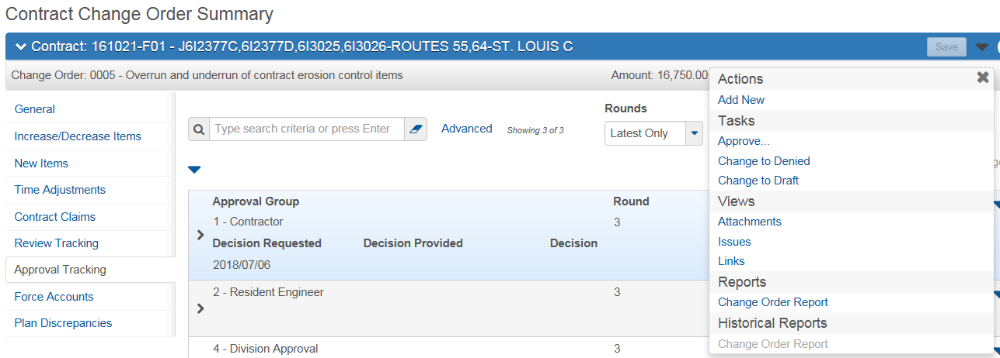 Contract Change Order Summary
Contract: 161021-F01 - J6I2377C,6I2377D,6I3025,6I3026-ROUTES 55,64-ST. LOUIS C
Save
Change Order: 0005 - Overrun and underrun of contract erosion control items
Amount: 16,750.00
General
Increase/Decrease Items
New Items
Time Adjustments
Contract Claims
Review Tracking
Approval Tracking
Force Accounts
Plan Discrepancies
Type search criteria or press Enter
Advanced
Showing 3 of 3
Rounds
Latest Only
Approval Group
Round
1 - Contractor
3
Decision Requested
Decision Provided
Decision
2018/07/06
2 - Resident Engineer
3
4 - Division Approval
3
Actions
Add New
Tasks
Approve...
Change to Denied
Change to Draft
Views
Attachments
Issues
Links
Reports
Change Order Report
Historical Reports
Change Order Report